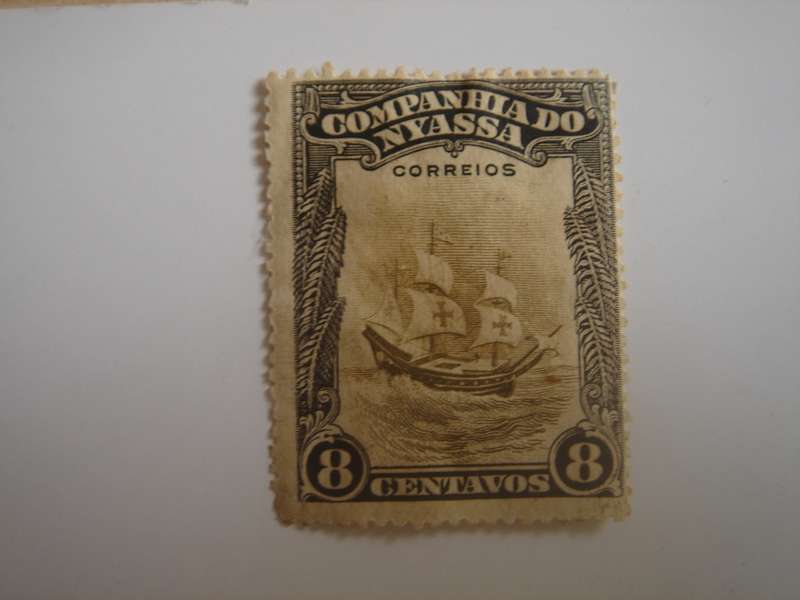 COMPANHIA DO
NYASSA
CORREIOS
8 CENTAVOS 8